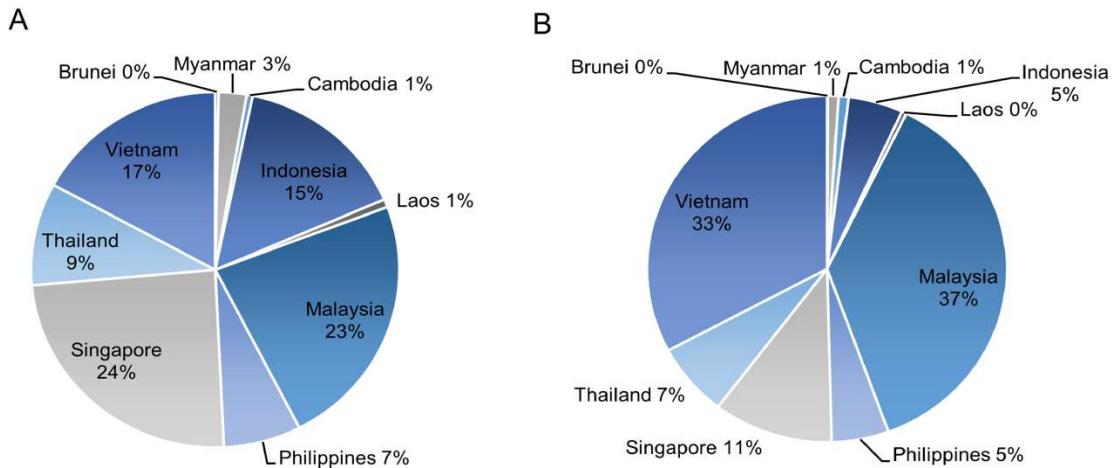 A
Brunei 0%
Myanmar 3%
Cambodia 1%
Indonesia
15%
Laos 1%
Malaysia
23%
Philippines 7%
Singapore
24%
Thailand
9%
Vietnam
17%
B
Brunei 0%
Myanmar 1%
Cambodia 1%
Indonesia
5%
Laos 0%
Malaysia
37%
Philippines 5%
Singapore 11%
Thailand 7%
Vietnam
33%